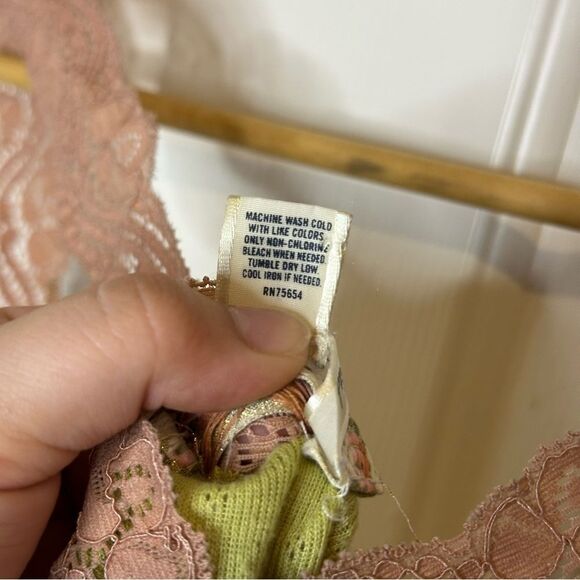 MACHINE WASH COLD
WITH LIKE COLORS.
ONLY NON-CHLORINE
BLEACH WHEN NEEDED.
TUMBLE DRY LOW.
COOL IRON IF NEEDED.
RN75654